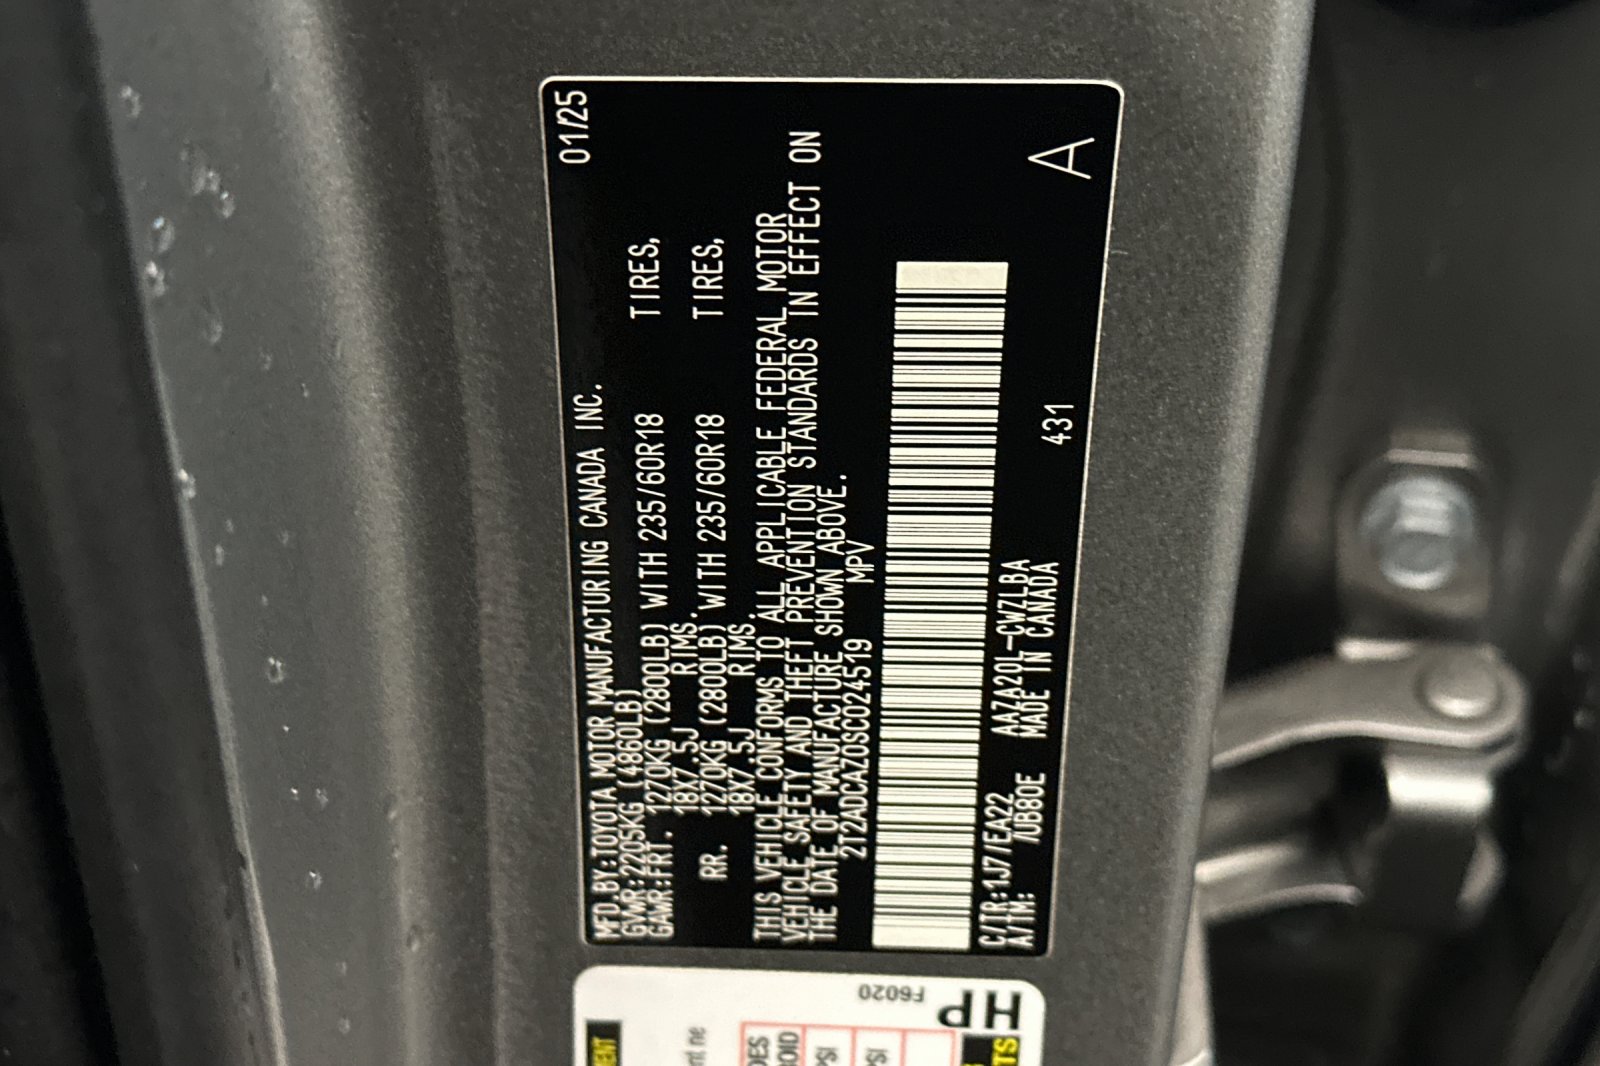 MFD.BY:TOYOTA MOTOR MANUFACTURING CANADA INC. 01/25
GVWR:2205KG (4860LB)
GAWR:FRT. 1270KG (2800LB) WITH 235/60R18 TIRES,
18X7.5J RIMS.
RR. 1270KG (2800LB) WITH 235/60R18 TIRES,
18X7.5J RIMS.
THIS VEHICLE CONFORMS TO ALL APPLICABLE FEDERAL MOTOR
VEHICLE SAFETY AND THEFT PREVENTION STANDARDS IN EFFECT ON
THE DATE OF MANUFACTURE SHOWN ABOVE.
2T2ADCAZ0SC024519 MPV
C/TR:1J7/EA22 AAZA20L-CWZLBA
A/TM: /UB80E MADE IN CANADA 431
A
F6020
HP